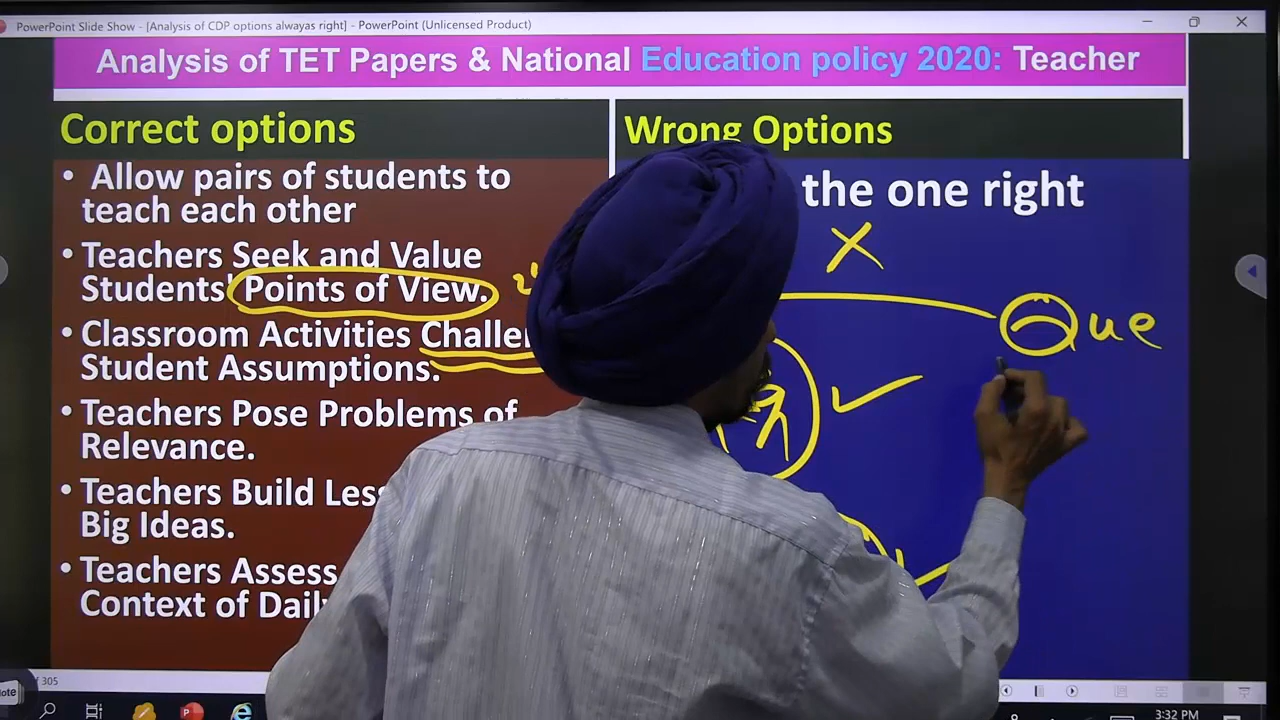 PowerPoint Slide Show - [Analysis of CDP options alwayas right] - PowerPoint (Unlicensed Product)
Analysis of TET Papers & National Education policy 2020: Teacher
Correct options
• Allow pairs of students to
teach each other
• Teachers Seek and Value
Students' Points of View.
• Classroom Activities
Student Assumptions.
• Teachers Pose Problems of
Relevance.
• Teachers Build
Big Ideas.
• Teachers Assess
Context of
Wrong Options
the one right
Que
of 305
3:32 PM